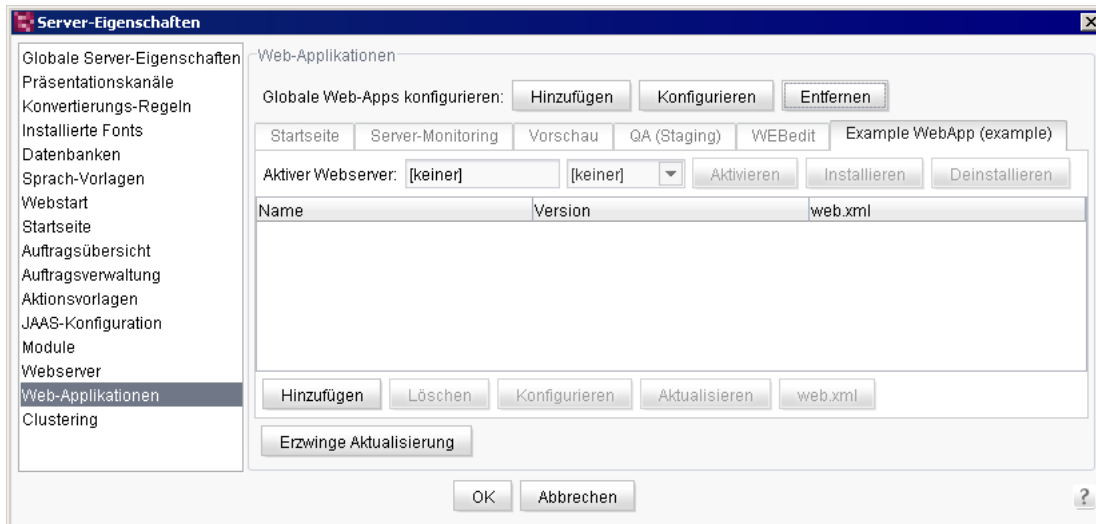 Server-Eigenschaften
Globale Server-Eigenschaften
Präsentationskanäle
Konvertierungs-Regeln
Installierte Fonts
Datenbanken
Sprach-Vorlagen
Webstart
Startseite
Auftragsübersicht
Auftragsverwaltung
Aktionsvorlagen
JAAS-Konfiguration
Module
Webserver
Web-Applikationen
Clustering
Web-Applikationen
Globale Web-Apps konfigurieren: Hinzufügen Konfigurieren Entfernen
Startseite Server-Monitoring Vorschau QA (Staging) WEBedit Example WebApp (example)
Aktiver Webserver: [keiner] [keiner] Aktivieren Installieren Deinstallieren
Name Version web.xml
Hinzufügen Löschen Konfigurieren Aktualisieren web.xml
Erzwinge Aktualisierung
OK Abbrechen ?